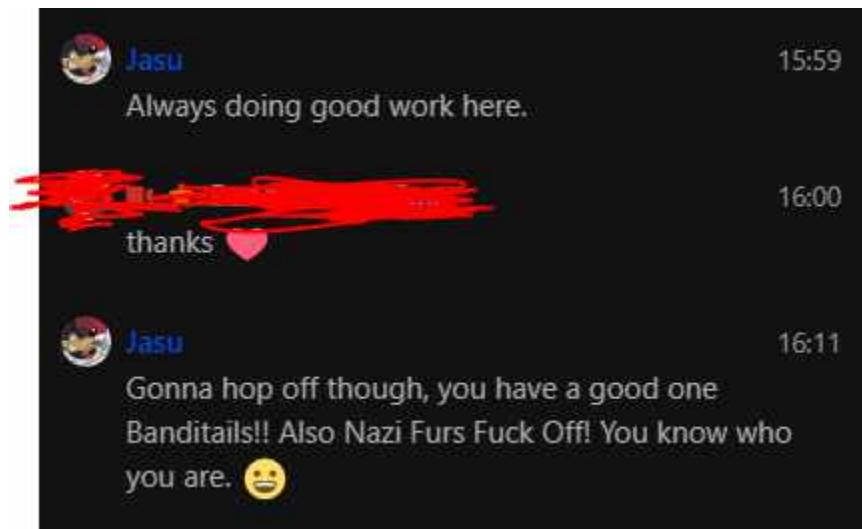 Jasu 15:59
Always doing good work here.
16:00
thanks
Jasu 16:11
Gonna hop off though, you have a good one
Banditails!! Also Nazi Furs Fuck Off! You know who
you are.